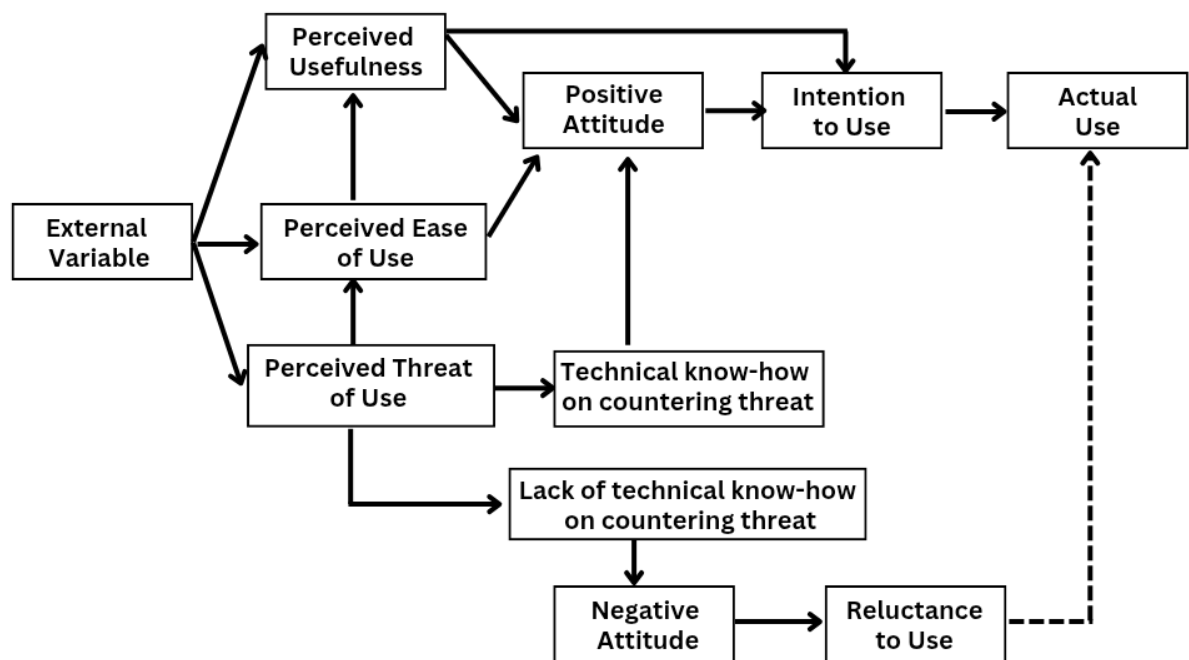 Perceived
Usefulness
Positive
Attitude
Intention
to Use
Actual
Use
External
Variable
Perceived Ease
of Use
Perceived Threat
of Use
Technical know-how
on countering threat
Lack of technical know-how
on countering threat
Negative
Attitude
Reluctance
to Use